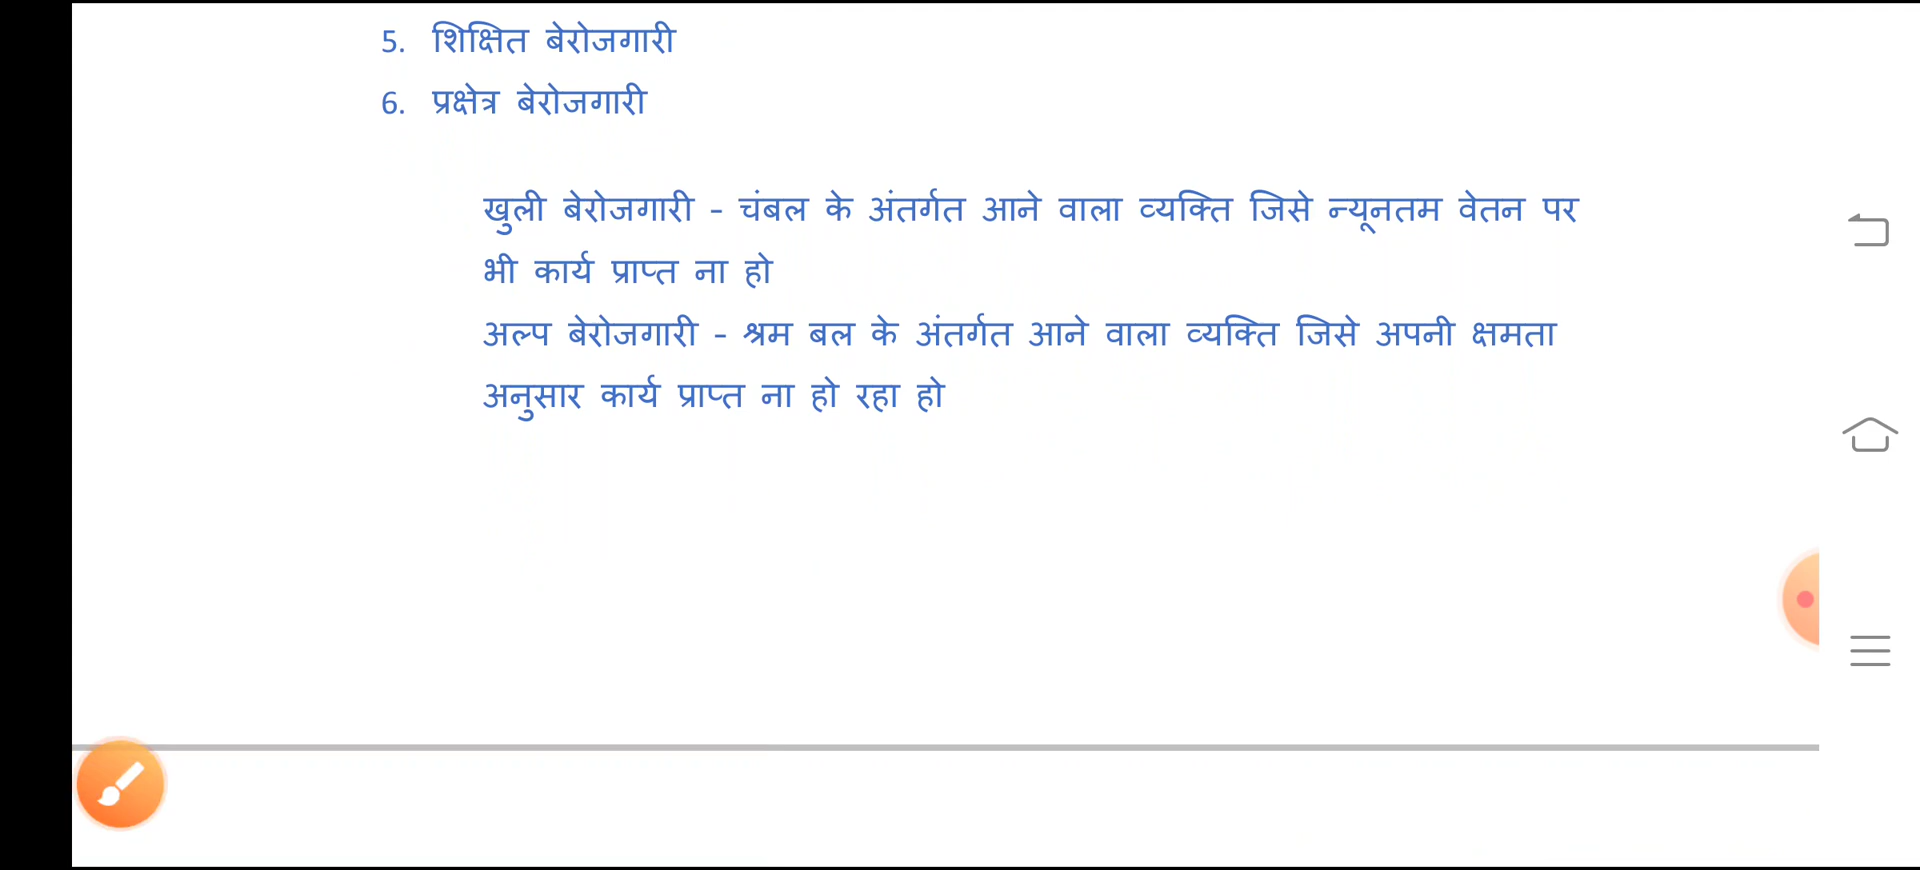 5. शिक्षित बेरोजगारी
6. प्रक्षेत्र बेरोजगारी
खुली बेरोजगारी - चंबल के अंतर्गत आने वाला व्यक्ति जिसे न्यूनतम वेतन पर
भी कार्य प्राप्त ना हो
अल्प बेरोजगारी - श्रम बल के अंतर्गत आने वाला व्यक्ति जिसे अपनी क्षमता
अनुसार कार्य प्राप्त ना हो रहा हो